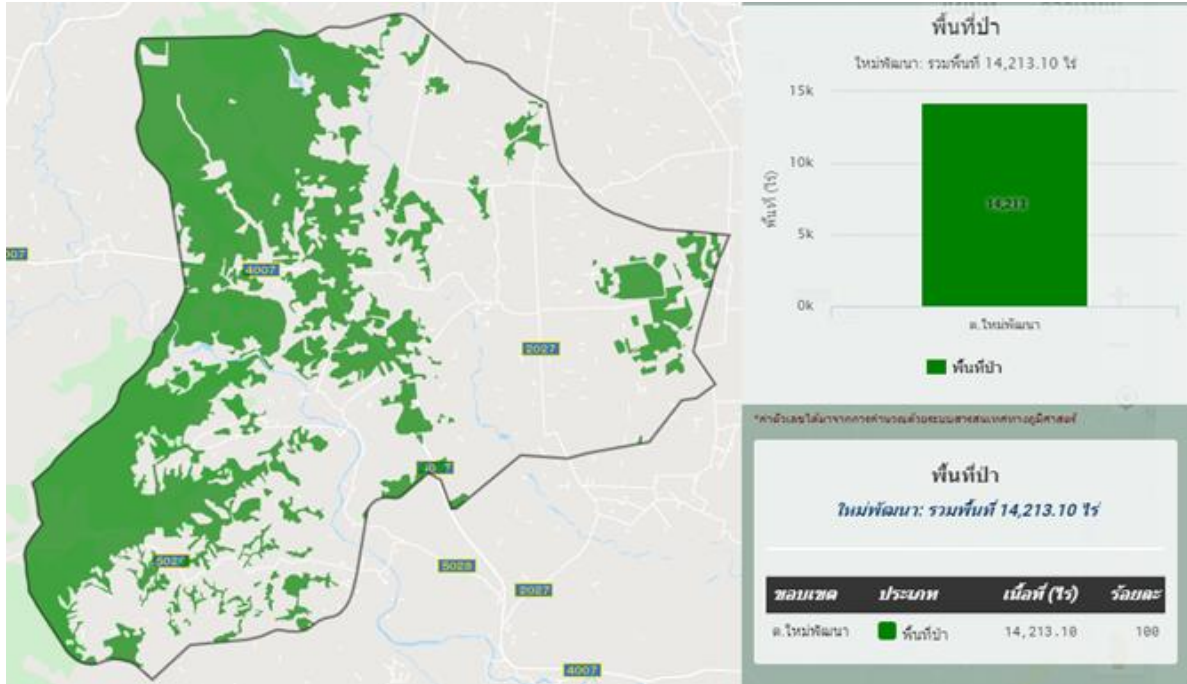 4007
2027
5028
2027
4007
พื้นที่ป่า
ใหม่พัฒนา: รวมพื้นที่ 14,213.10 ไร่
15k
10k
5k
0k
พื้นที่ (ไร่)
14,213
ต.ใหม่พัฒนา
พื้นที่ป่า
*ค่าตัวเลขได้มาจากการคำนวณด้วยระบบสารสนเทศทางภูมิศาสตร์
พื้นที่ป่า
ใหม่พัฒนา: รวมพื้นที่ 14,213.10 ไร่
ขอบเขต ประเภท เนื้อที่ (ไร่) ร้อยละ
ต.ใหม่พัฒนา พื้นที่ป่า 14,213.10 100